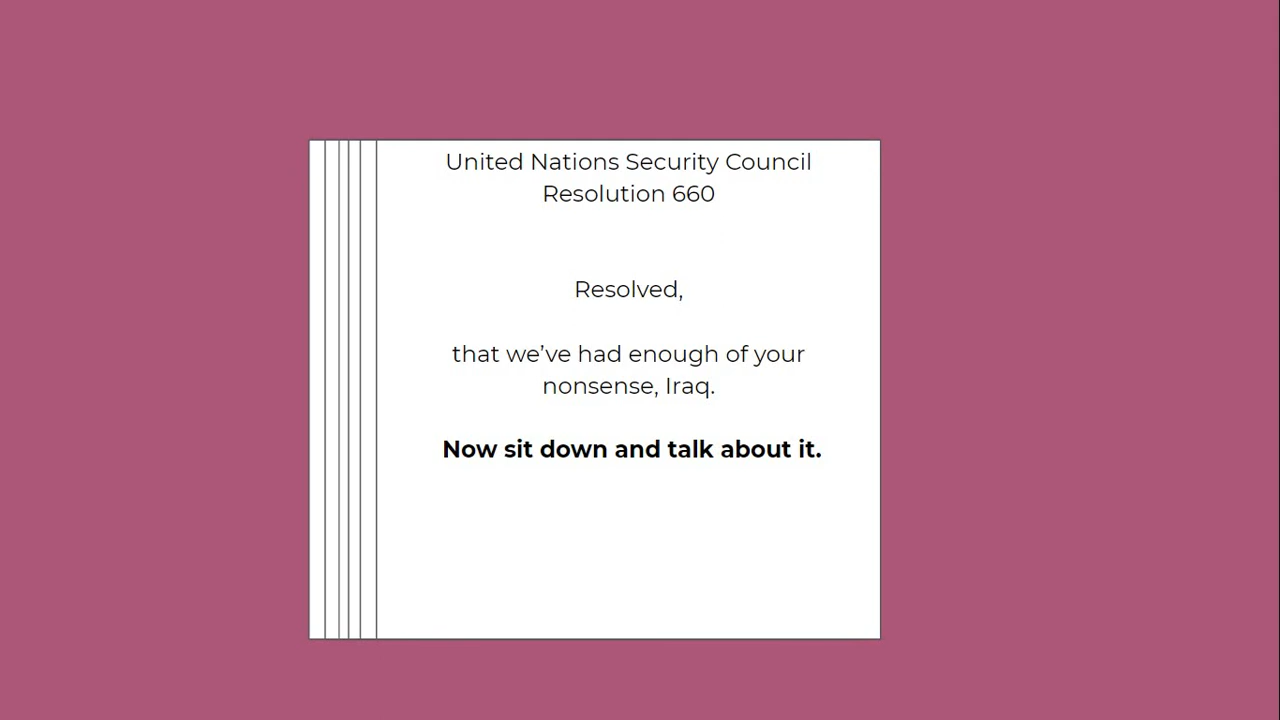 United Nations Security Council
Resolution 660
Resolved,
that we’ve had enough of your
nonsense, Iraq.
Now sit down and talk about it.